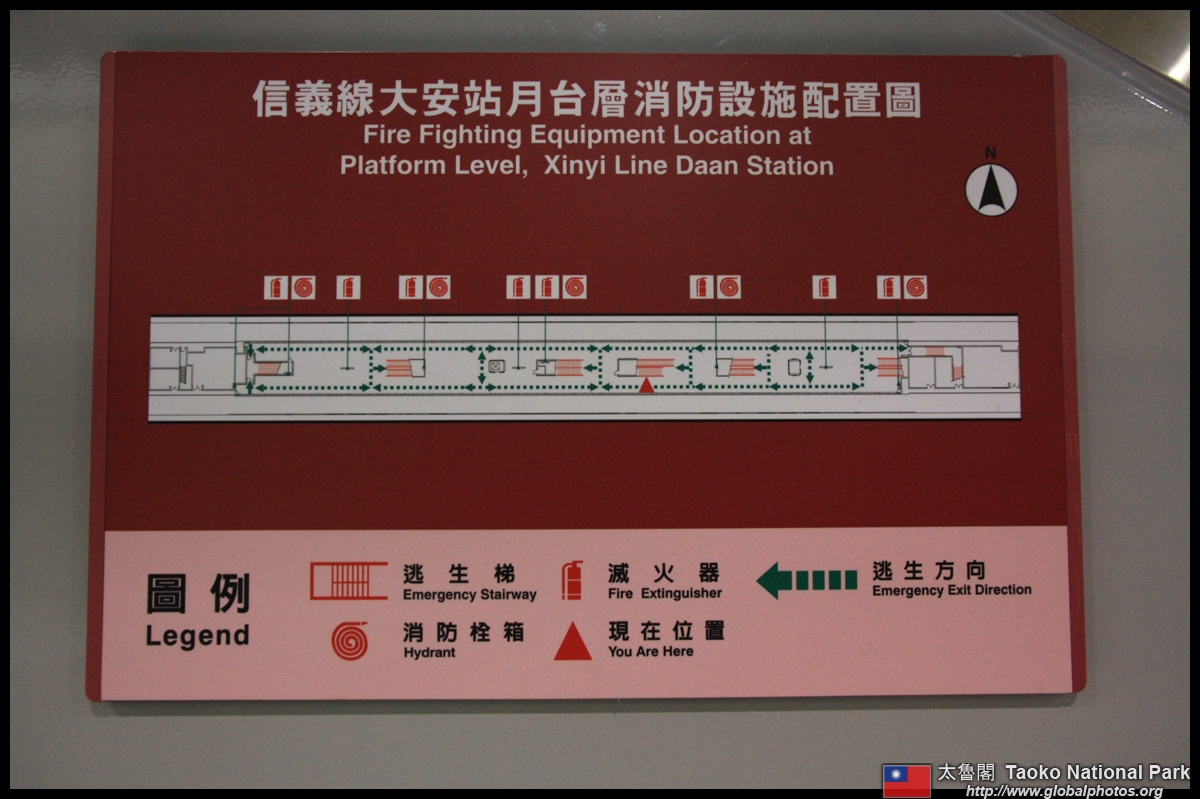 信義線大安站月台層消防設施配置圖
Fire Fighting Equipment Location at
Platform Level, Xinyi Line Daan Station
N
圖例
Legend
逃生梯
Emergency Stairway
滅火器
Fire Extinguisher
逃生方向
Emergency Exit Direction
消防栓箱
Hydrant
現在位置
You Are Here
太魯閣 Taoko National Park
http://www.globalphotos.org